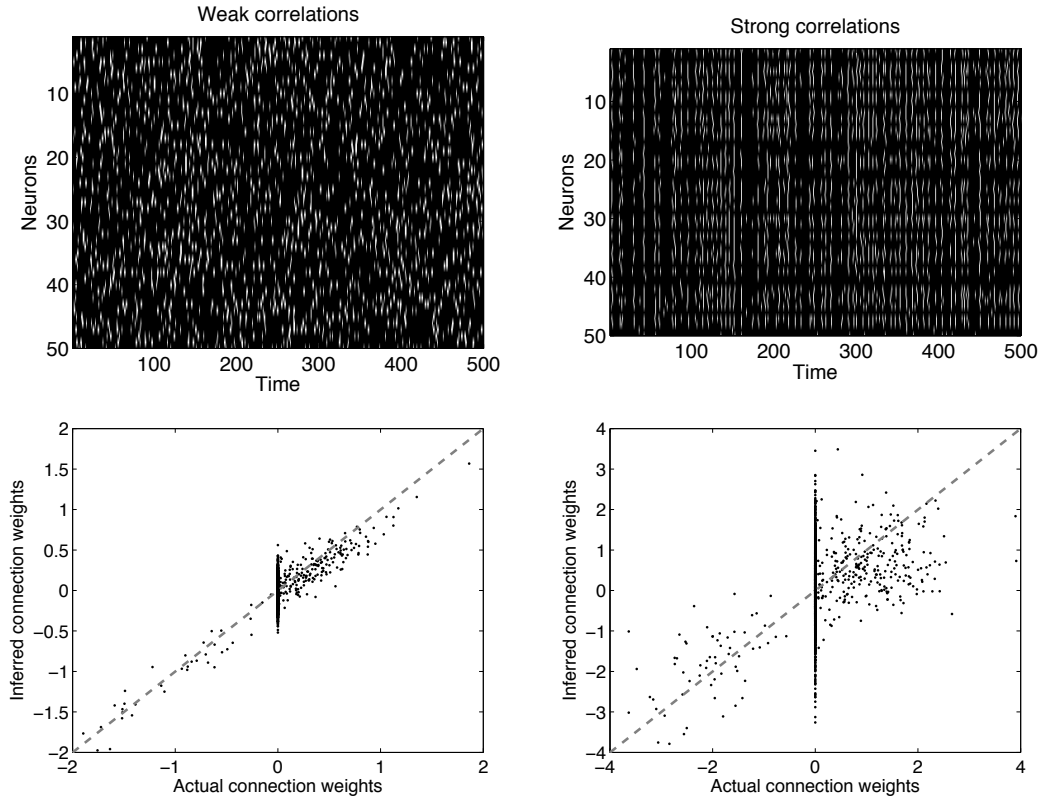 Weak correlations
10
20
30
40
50
Neurons
100 200 300 400 500
Time
Strong correlations
10
20
30
40
50
Neurons
100 200 300 400 500
Time
2
1.5
1
0.5
0
−0.5
−1
−1.5
−2
Inferred connection weights
−2 −1 0 1 2
Actual connection weights
4
3
2
1
0
−1
−2
−3
−4
Inferred connection weights
−4 −2 0 2 4
Actual connection weights